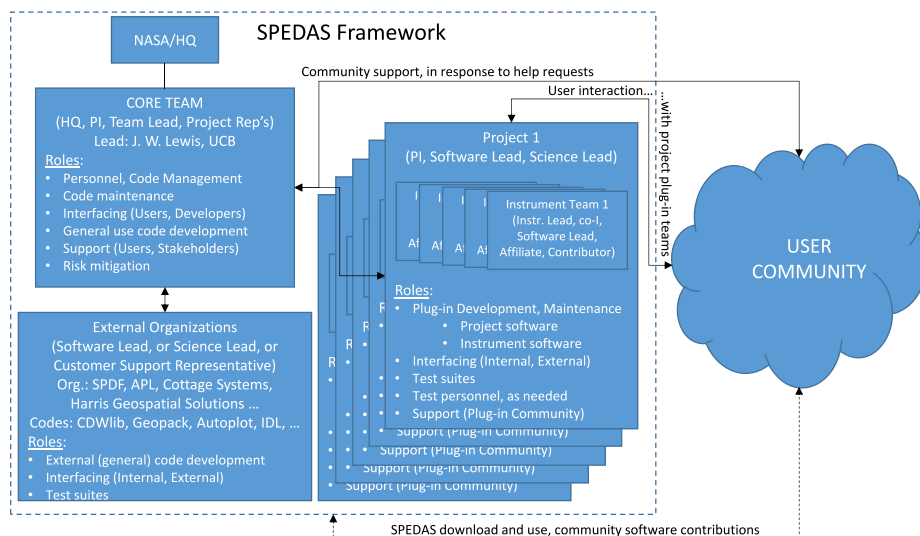 SPEDAS Framework
NASA/HQ
Community support, in response to help requests
User interaction…
…with project plug-in teams
CORE TEAM
(HQ, PI, Team Lead, Project Rep's)
Lead: J. W. Lewis, UCB
Roles:
• Personnel, Code Management
• Code maintenance
• Interfacing (Users, Developers)
• General use code development
• Support (Users, Stakeholders)
• Risk mitigation
Project 1
(PI, Software Lead, Science Lead)
I
I
I
I
Af
Af
Af
Af
Instrument Team 1
(Instr. Lead, co-I,
Software Lead,
Affiliate, Contributor)
Roles:
• Plug-in Development, Maintenance
• Project software
• Instrument software
• Interfacing (Internal, External)
• Test suites
• Test personnel, as needed
• Support (Plug-in Community)
R
• Support (Plug-in Community)
R
• Support (Plug-in Community)
R
• Support (Plug-in Community)
R
• Support (Plug-in Community)
USER
COMMUNITY
External Organizations
(Software Lead, or Science Lead, or
Customer Support Representative)
Org.: SPDF, APL, Cottage Systems,
Harris Geospatial Solutions …
Codes: CDWlib, Geopack, Autoplot, IDL, …
Roles:
• External (general) code development
• Interfacing (Internal, External)
• Test suites
SPEDAS download and use, community software contributions